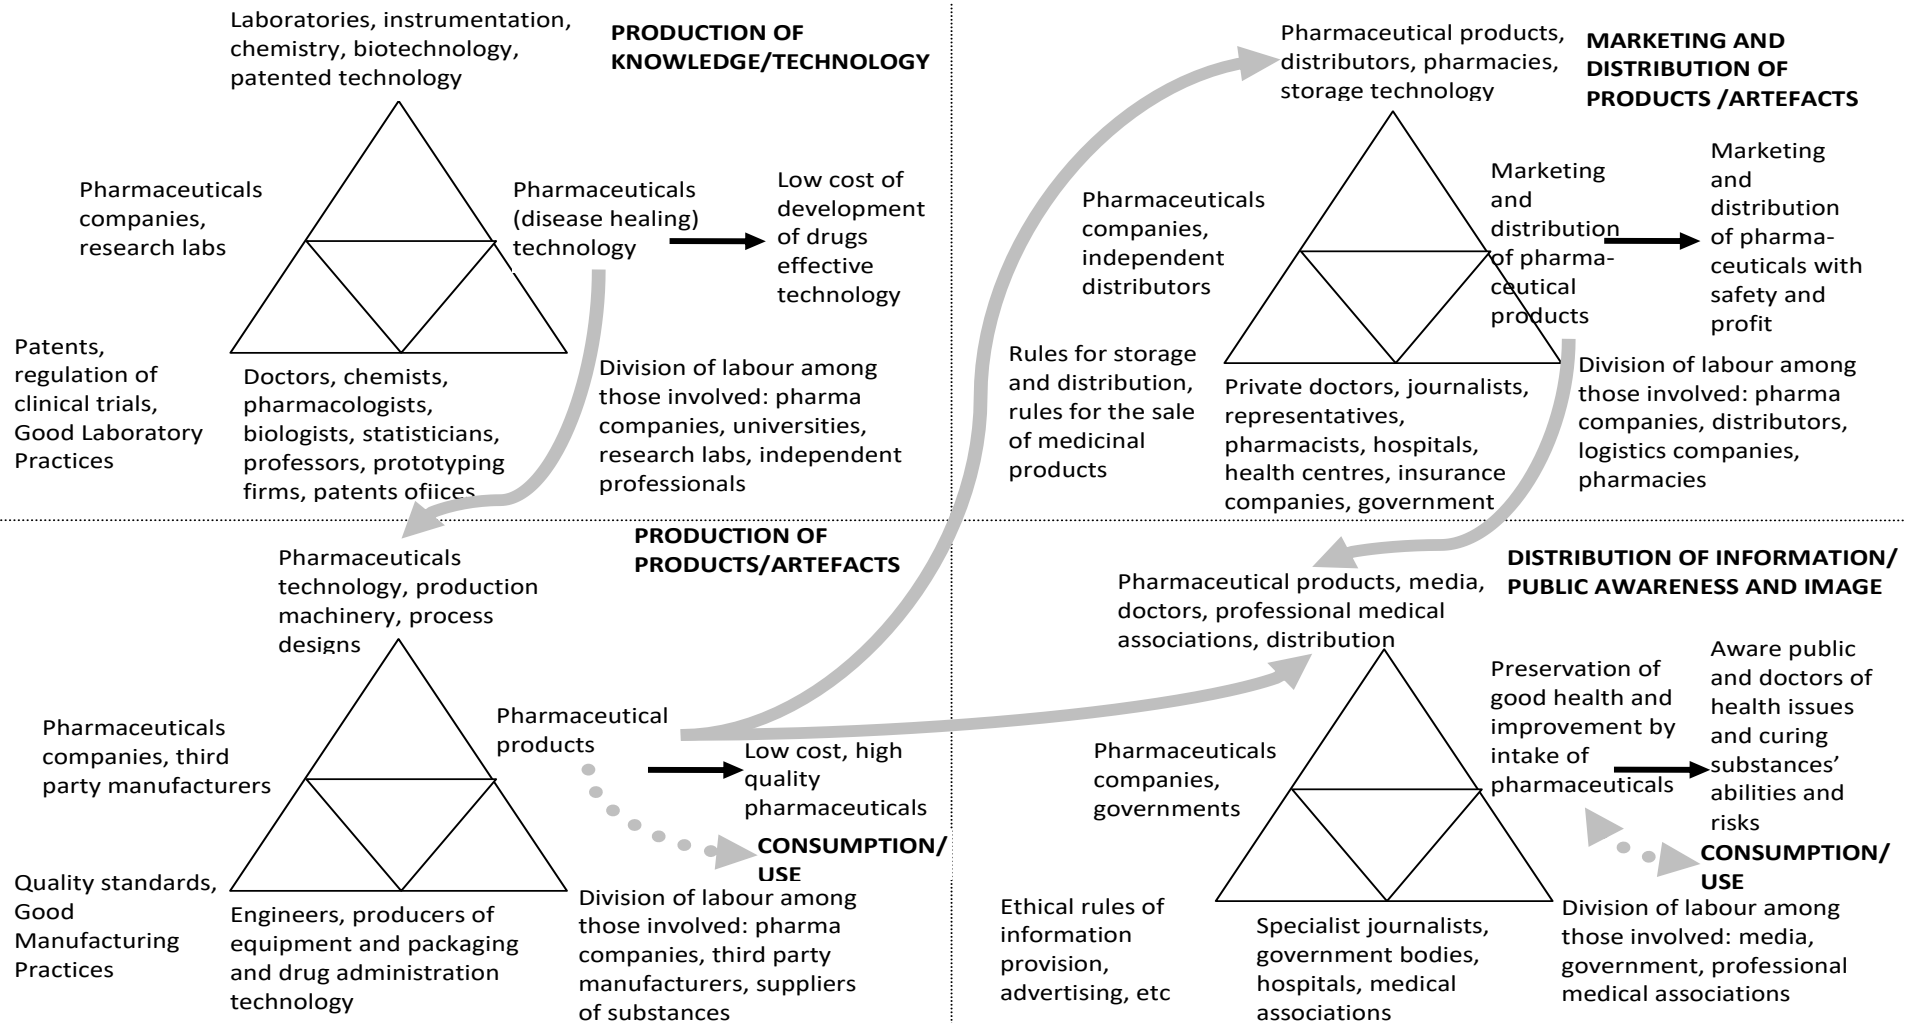 Laboratories, instrumentation,
chemistry, biotechnology,
patented technology
PRODUCTION OF
KNOWLEDGE/TECHNOLOGY
Pharmaceuticals
companies,
research labs
Pharmaceuticals
(disease healing)
technology
Low cost of
development
of drugs
effective
technology
Patents,
regulation of
clinical trials,
Good Laboratory
Practices
Doctors, chemists,
pharmacologists,
biologists, statisticians,
professors, prototyping
firms, patents ofiices
Division of labour among
those involved: pharma
companies, universities,
research labs, independent
professionals
Pharmaceutical products,
distributors, pharmacies,
storage technology
MARKETING AND
DISTRIBUTION OF
PRODUCTS /ARTEFACTS
Pharmaceuticals
companies,
independent
distributors
Marketing
and
distribution
of pharma-
ceutical
products
Marketing
and
distribution
of pharma-
ceuticals with
safety and
profit
Rules for storage
and distribution,
rules for the sale
of medicinal
products
Private doctors, journalists,
representatives,
pharmacists, hospitals,
health centres, insurance
companies, government
Division of labour among
those involved: pharma
companies, distributors,
logistics companies,
pharmacies
PRODUCTION OF
PRODUCTS/ARTEFACTS
Pharmaceuticals
technology, production
machinery, process
designs
Pharmaceuticals
companies, third
party manufacturers
Pharmaceutical
products
Low cost, high
quality
pharmaceuticals
CONSUMPTION/
USE
Quality standards,
Good
Manufacturing
Practices
Engineers, producers of
equipment and packaging
and drug administration
technology
Division of labour among
those involved: pharma
companies, third party
manufacturers, suppliers
of substances
DISTRIBUTION OF INFORMATION/
PUBLIC AWARENESS AND IMAGE
Pharmaceutical products, media,
doctors, professional medical
associations, distribution
Pharmaceuticals
companies,
governments
Preservation of
good health and
improvement by
intake of
pharmaceuticals
Aware public
and doctors of
health issues
and curing
substances’
abilities and
risks
CONSUMPTION/
USE
Ethical rules of
information
provision,
advertising, etc
Specialist journalists,
government bodies,
hospitals, medical
associations
Division of labour among
those involved: media,
government, professional
medical associations